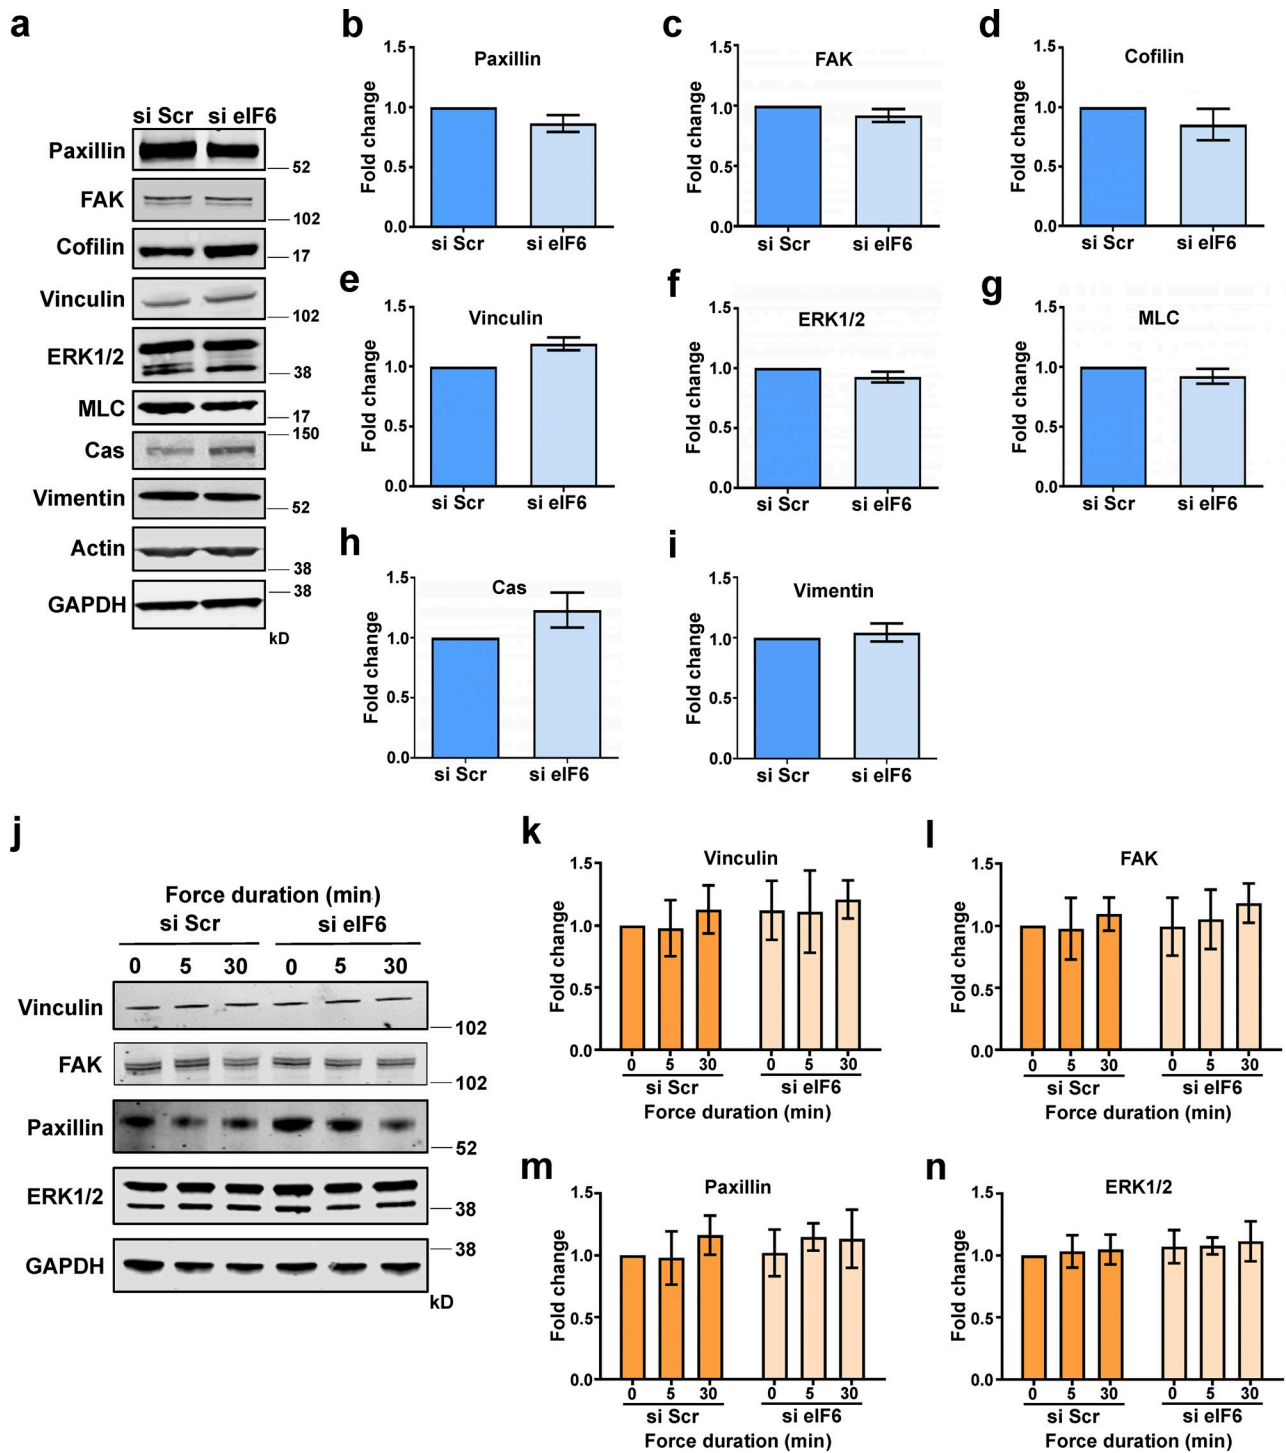 a
si Scr si eIF6
Paxillin
52
FAK
102
Cofilin
17
Vinculin
102
ERK1/2
38
MLC
17
150
Cas
Vimentin
52
Actin
38
38
GAPDH
kD
b
Paxillin
Fold change
1.5
1.0
0.5
0.0
si Scr si eIF6
c
FAK
Fold change
1.5
1.0
0.5
0.0
si Scr si eIF6
d
Cofilin
Fold change
1.5
1.0
0.5
0.0
si Scr si eIF6
e
Vinculin
Fold change
1.5
1.0
0.5
0.0
si Scr si eIF6
f
ERK1/2
Fold change
1.5
1.0
0.5
0.0
si Scr si eIF6
g
MLC
Fold change
1.5
1.0
0.5
0.0
si Scr si eIF6
h
Cas
Fold change
1.5
1.0
0.5
0.0
si Scr si eIF6
i
Vimentin
Fold change
1.5
1.0
0.5
0.0
si Scr si eIF6
j
Force duration (min)
si Scr si eIF6
0 5 30 0 5 30
Vinculin
102
FAK
102
Paxillin
52
ERK1/2
38
38
GAPDH
kD
k
Vinculin
Fold change
1.5
1.0
0.5
0.0
0 5 30 0 5 30
si Scr si eIF6
Force duration (min)
l
FAK
Fold change
1.5
1.0
0.5
0.0
0 5 30 0 5 30
si Scr si eIF6
Force duration (min)
m
Paxillin
Fold change
1.5
1.0
0.5
0.0
0 5 30 0 5 30
si Scr si eIF6
Force duration (min)
n
ERK1/2
Fold change
1.5
1.0
0.5
0.0
0 5 30 0 5 30
si Scr si eIF6
Force duration (min)